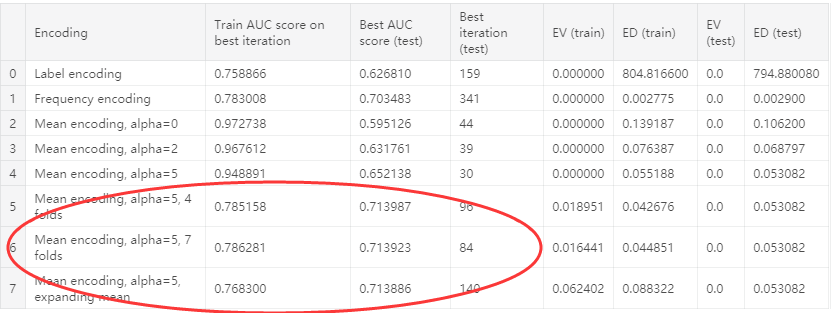 Encoding Train AUC score on best iteration Best AUC score (test) Best iteration (test) EV (train) ED (train) EV (test) ED (test)
0 Label encoding 0.758866 0.626810 159 0.000000 804.816600 0.0 794.880080
1 Frequency encoding 0.783008 0.703483 341 0.000000 0.002775 0.0 0.002900
2 Mean encoding, alpha=0 0.972738 0.595126 44 0.000000 0.139187 0.0 0.106200
3 Mean encoding, alpha=2 0.967612 0.631761 39 0.000000 0.076387 0.0 0.068797
4 Mean encoding, alpha=5 0.948891 0.652138 30 0.000000 0.055188 0.0 0.053082
5 Mean encoding, alpha=5, 4 folds 0.785158 0.713987 96 0.018951 0.042676 0.0 0.053082
6 Mean encoding, alpha=5, 7 folds 0.786281 0.713923 84 0.016441 0.044851 0.0 0.053082
7 Mean encoding, alpha=5, expanding mean 0.768300 0.713886 140 0.062402 0.088322 0.0 0.053082